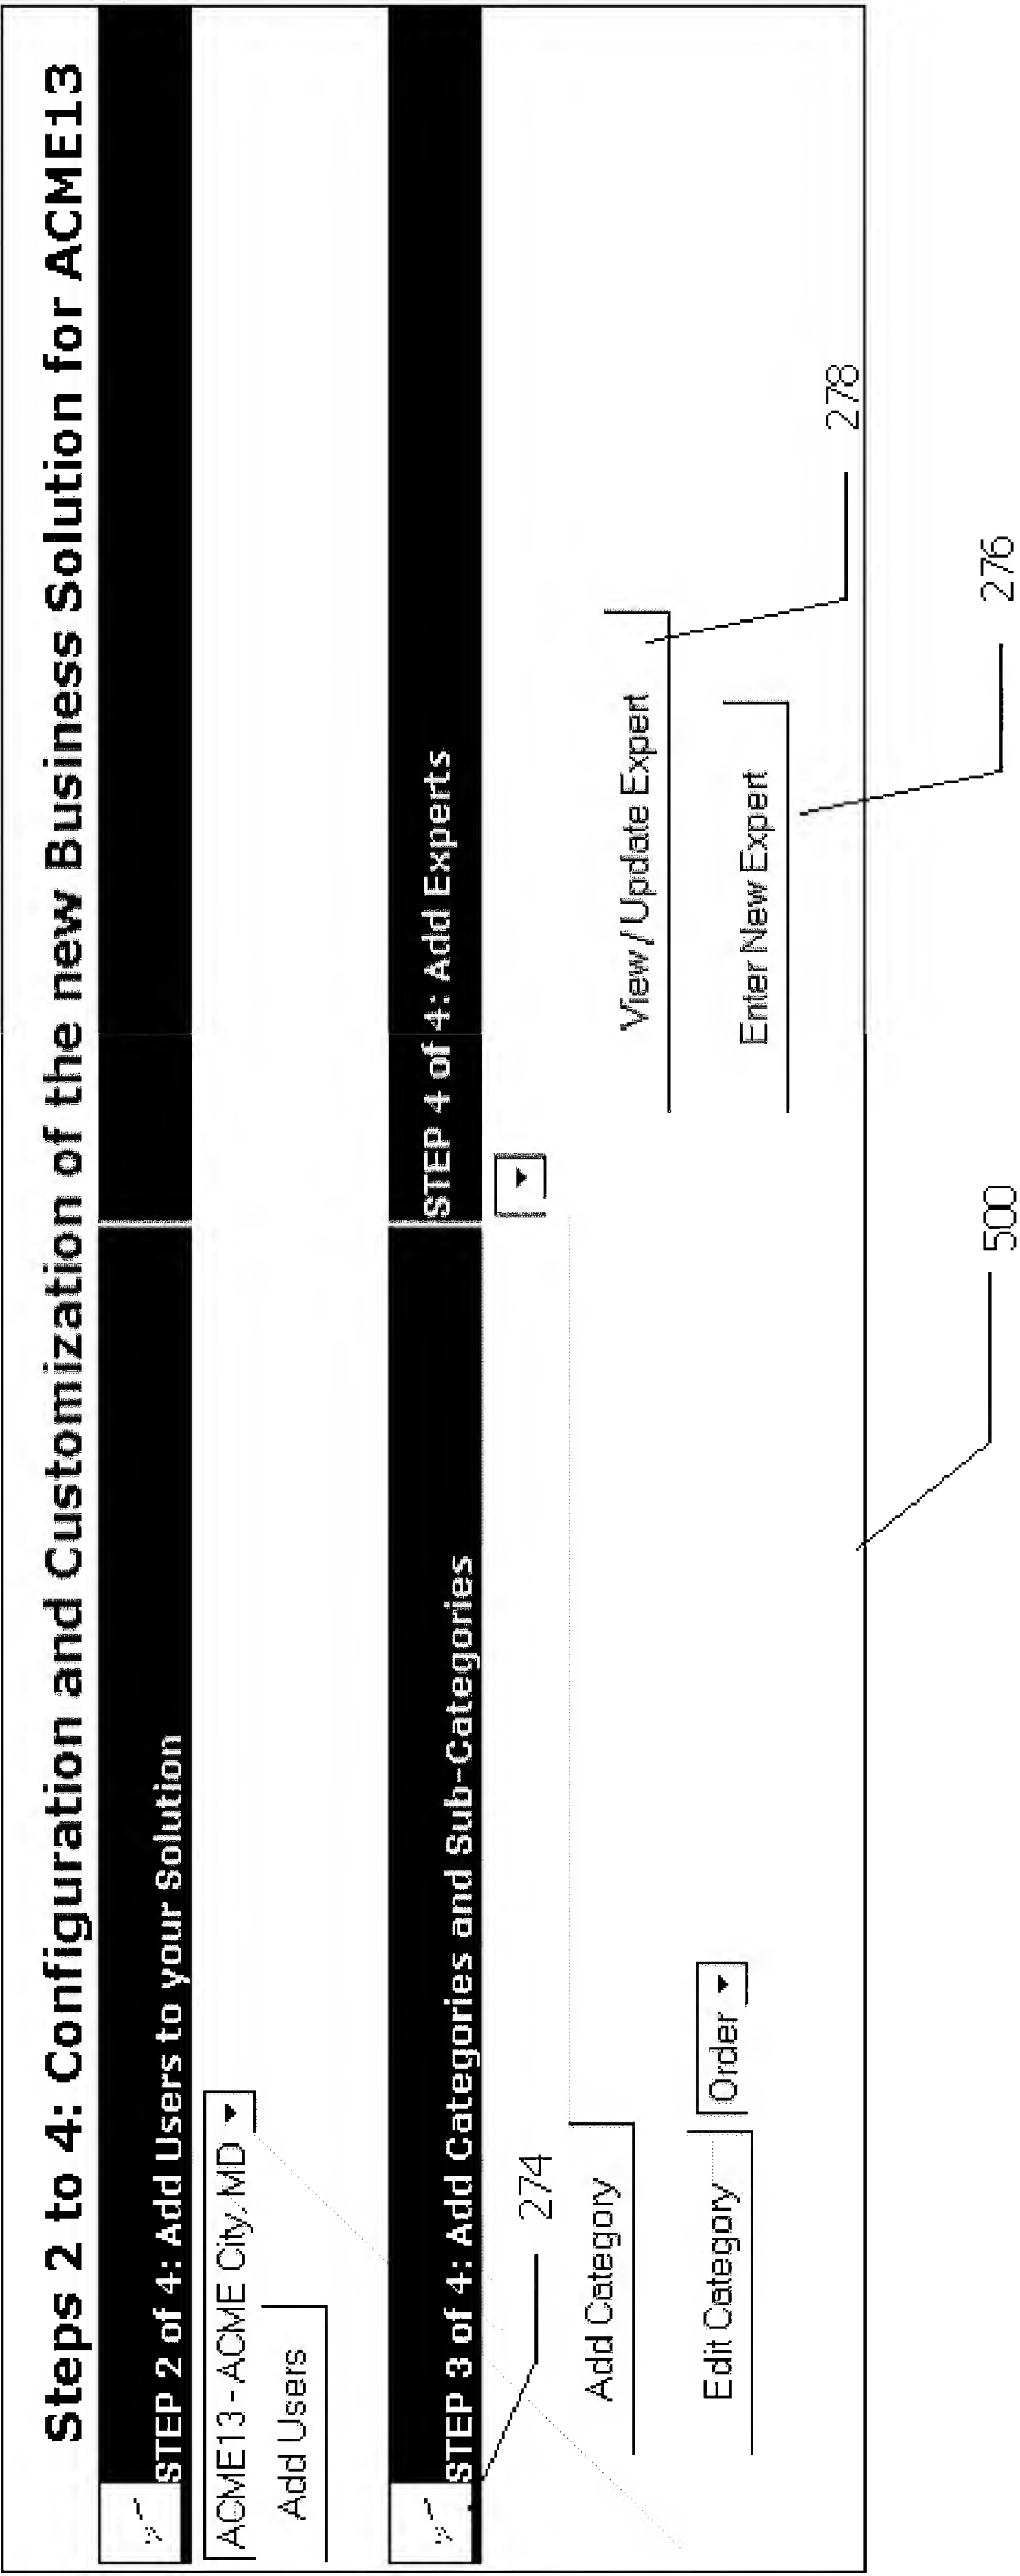 Steps 2 to 4: Configuration and Customization of the new Business Solution for ACME13
STEP 2 of 4: Add Users to your Solution
ACME13 - ACME City, MD
Add Users
STEP 3 of 4: Add Categories and Sub-Categories
STEP 4 of 4: Add Experts
274
Add Category
View / Update Expert
Edit Category
Order
Enter New Expert
278
500
276